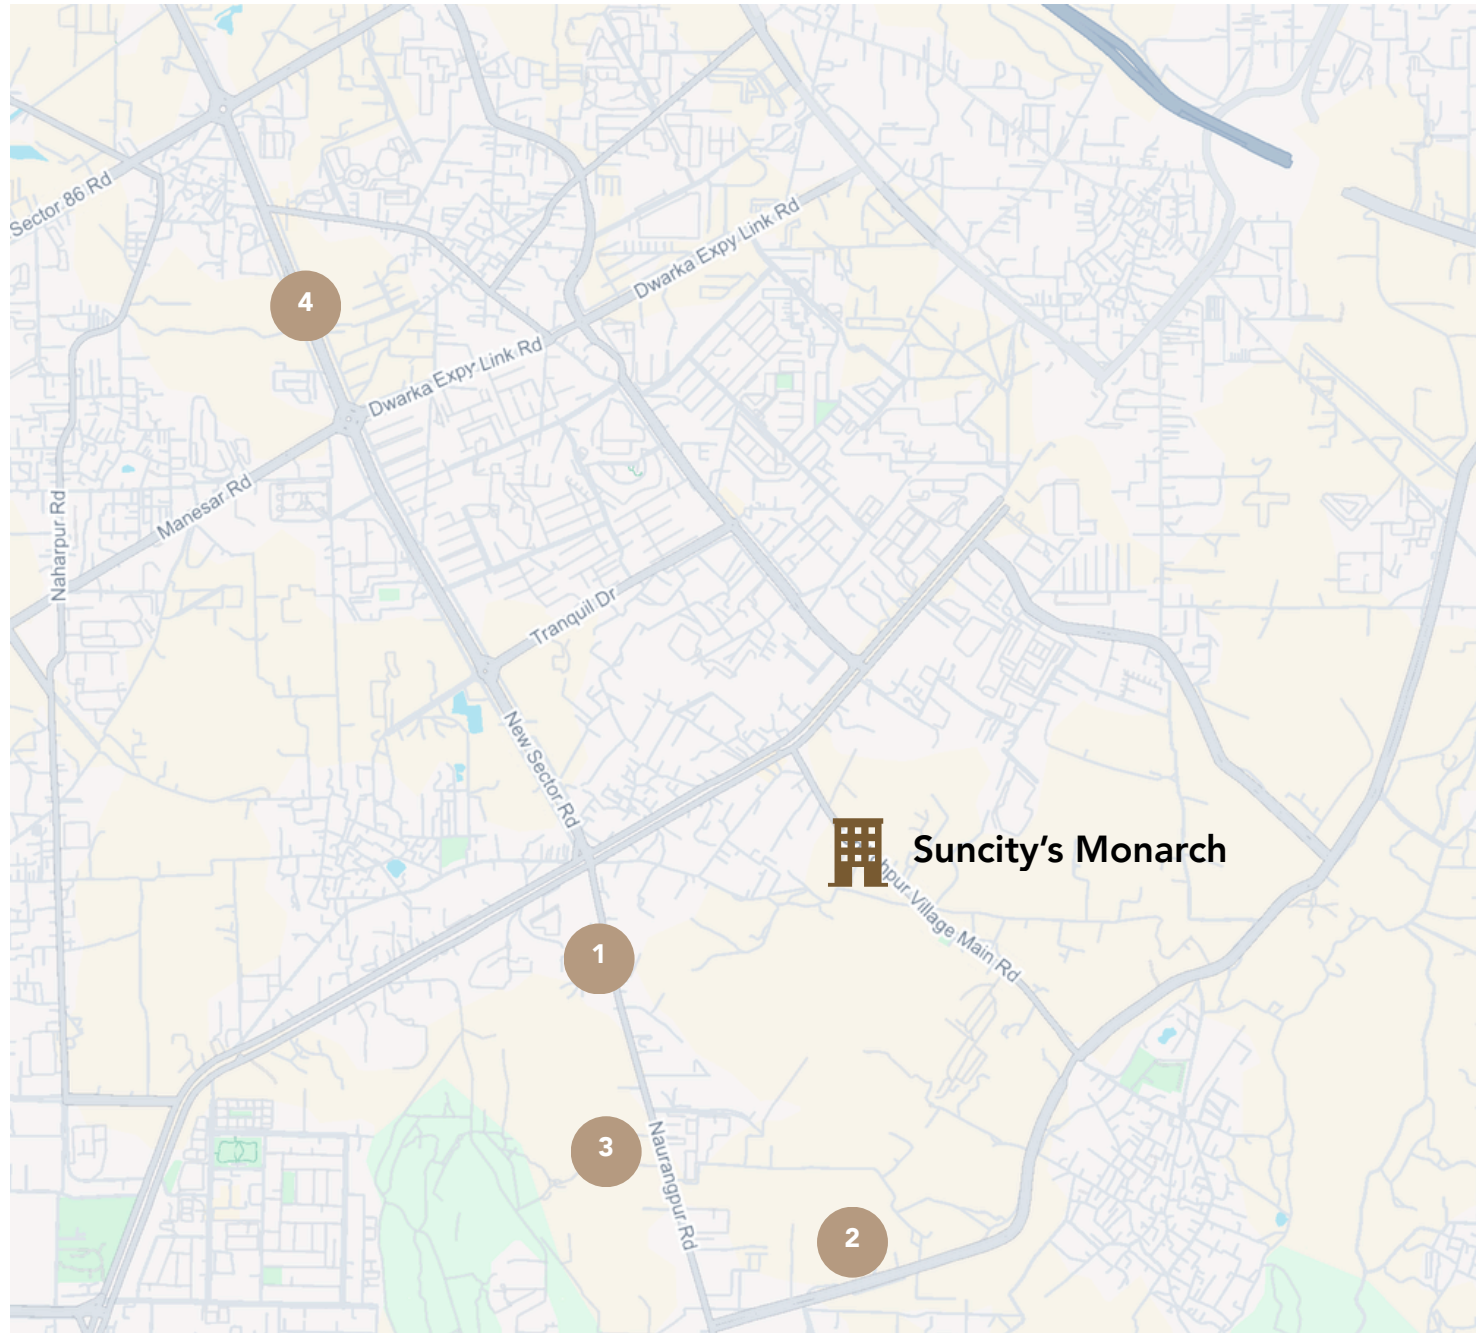 Sector 86 Rd
4
Dwarka Expy Link Rd
Dwarka Expy Link Rd
Manesar Rd
Naharpur Rd
Tranquil Dr
New Sector Rd
Suncity's Monarch
hpur Village Main Rd
1
3
Naurangpur Rd
2